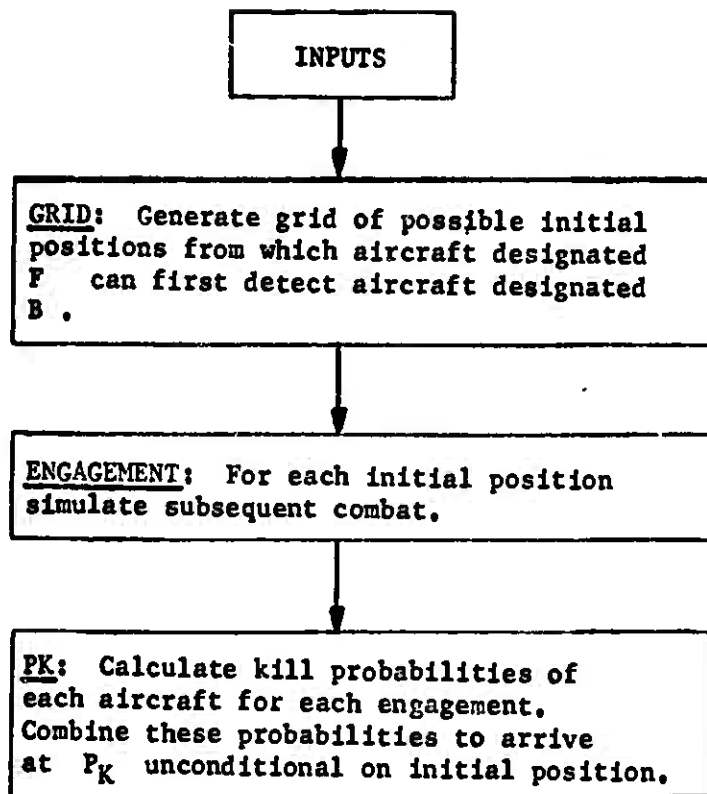 INPUTS
GRID: Generate grid of possible initial
positions from which aircraft designated
F can first detect aircraft designated
B .
ENGAGEMENT: For each initial position
simulate subsequent combat.
PK: Calculate kill probabilities of
each aircraft for each engagement.
Combine these probabilities to arrive
at P_K unconditional on initial position.